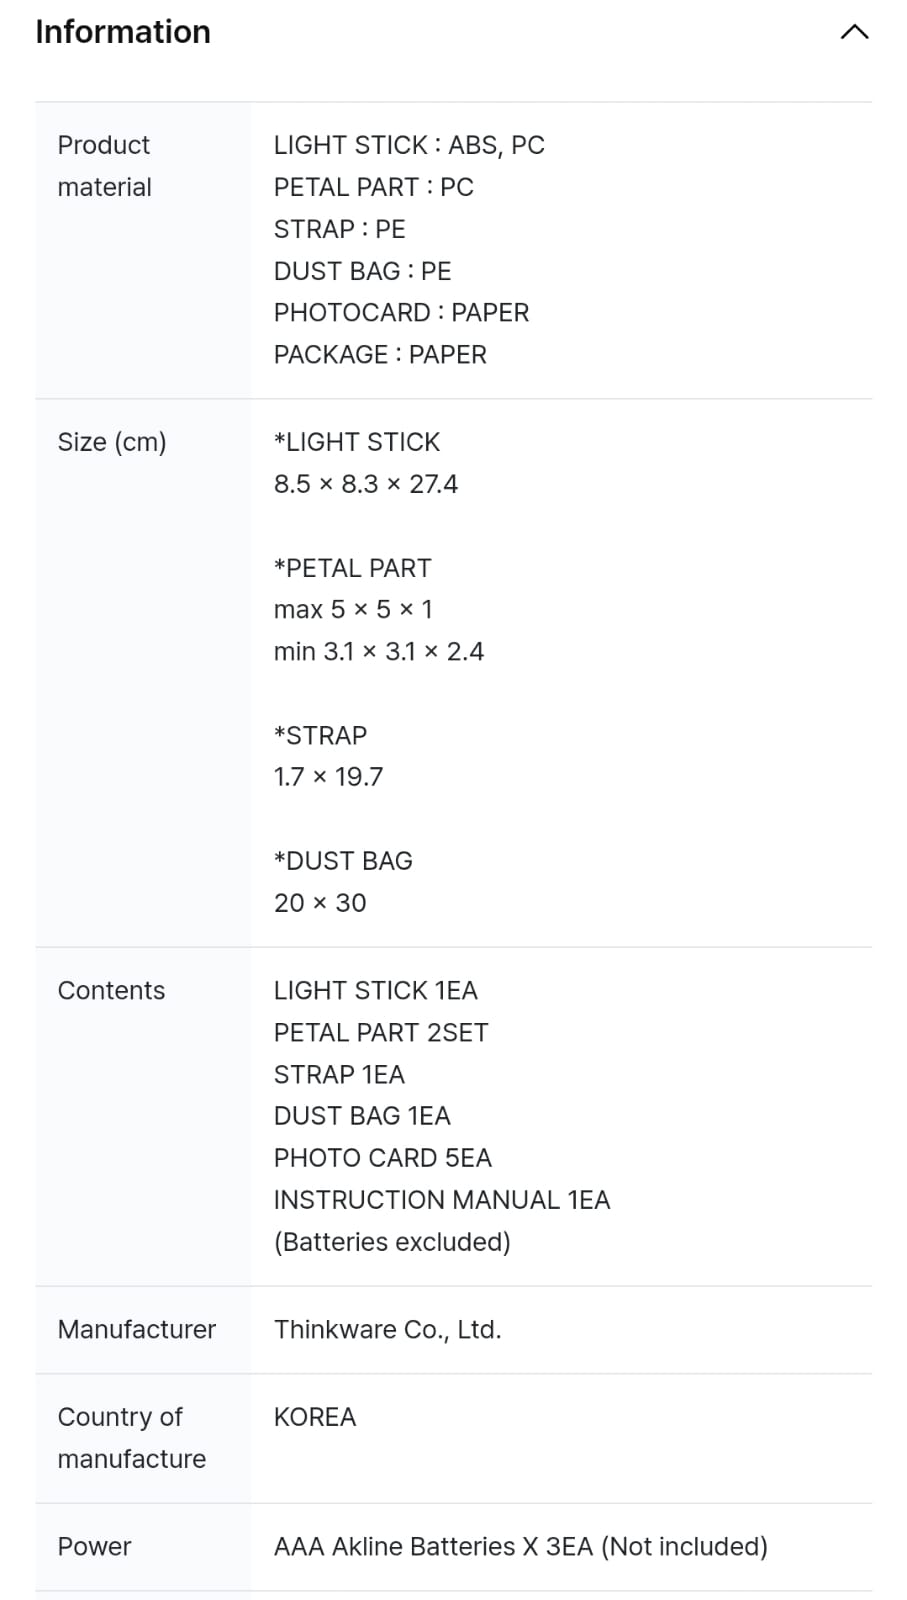 Information
Product
material
LIGHT STICK : ABS, PC
PETAL PART : PC
STRAP : PE
DUST BAG : PE
PHOTOCARD : PAPER
PACKAGE : PAPER
Size (cm)
*LIGHT STICK
8.5 × 8.3 × 27.4
*PETAL PART
max 5 × 5 × 1
min 3.1 × 3.1 × 2.4
*STRAP
1.7 × 19.7
*DUST BAG
20 × 30
Contents
LIGHT STICK 1EA
PETAL PART 2SET
STRAP 1EA
DUST BAG 1EA
PHOTO CARD 5EA
INSTRUCTION MANUAL 1EA
(Batteries excluded)
Manufacturer
Thinkware Co., Ltd.
Country of
manufacture
KOREA
Power
AAA Akline Batteries X 3EA (Not included)